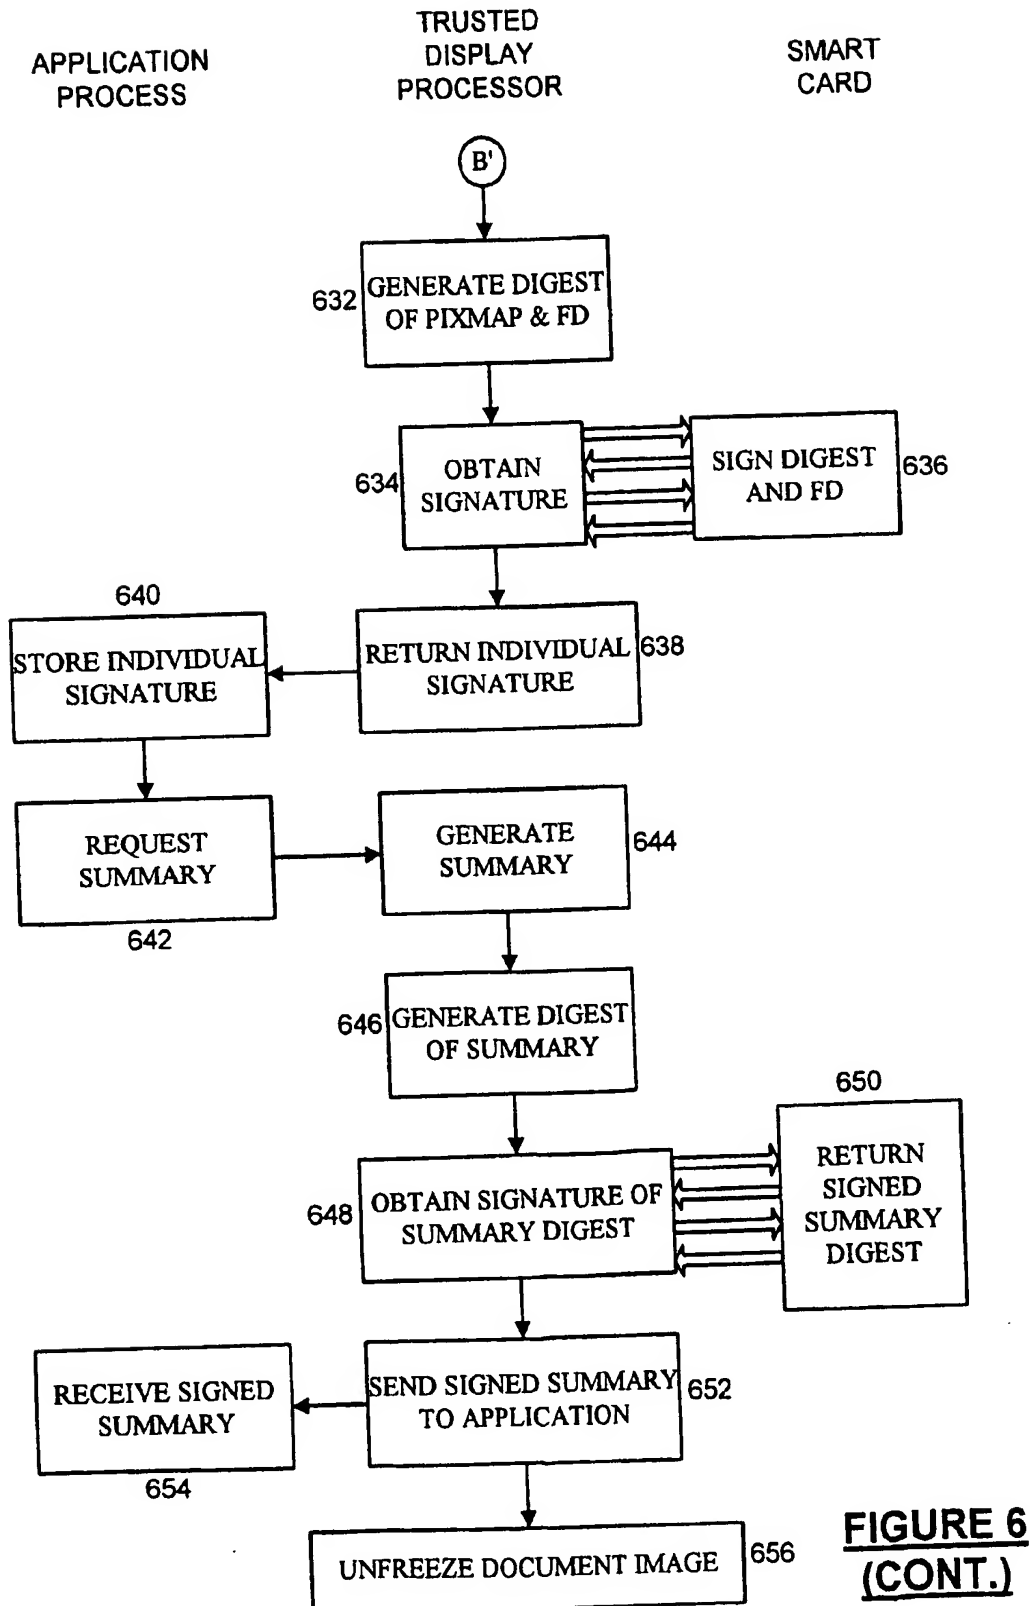 APPLICATION
PROCESS
TRUSTED
DISPLAY
PROCESSOR
SMART
CARD
B'
632
GENERATE DIGEST
OF PIXMAP & FD
634
OBTAIN
SIGNATURE
SIGN DIGEST
AND FD
636
640
STORE INDIVIDUAL
SIGNATURE
RETURN INDIVIDUAL
SIGNATURE
638
REQUEST
SUMMARY
642
GENERATE
SUMMARY
644
646
GENERATE DIGEST
OF SUMMARY
648
OBTAIN SIGNATURE OF
SUMMARY DIGEST
650
RETURN
SIGNED
SUMMARY
DIGEST
RECEIVE SIGNED
SUMMARY
654
SEND SIGNED SUMMARY
TO APPLICATION
652
UNFREEZE DOCUMENT IMAGE
656
FIGURE 6
(CONT.)